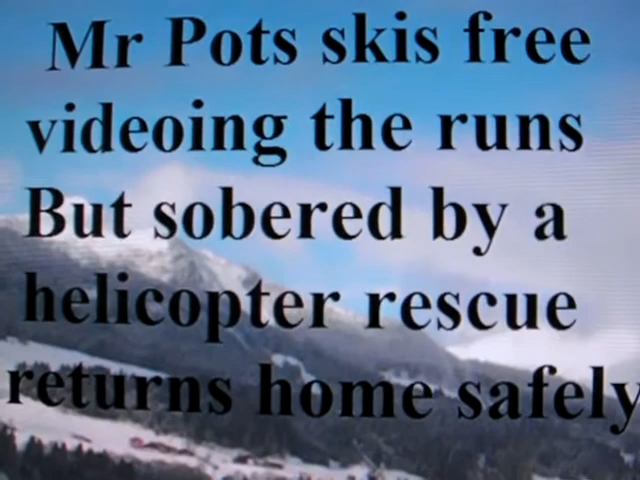 Mr Pots skis free
videoing the runs
But sobered by a
helicopter rescue
returns home safely